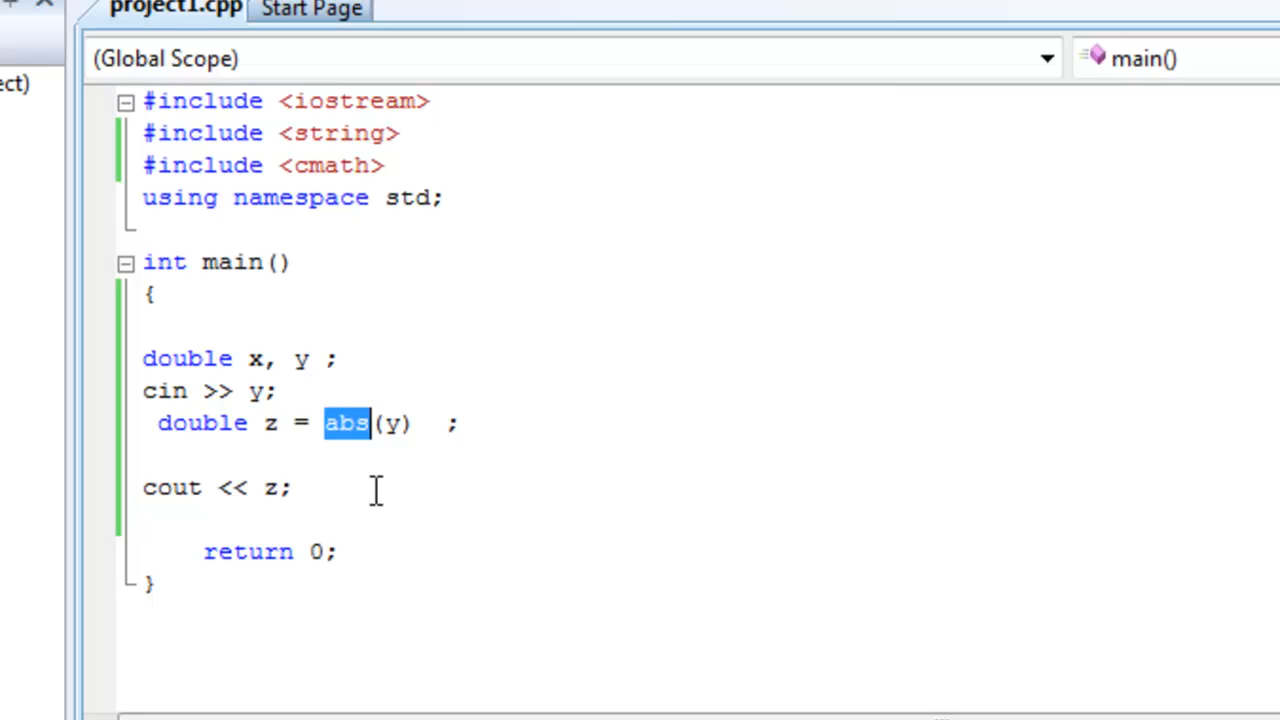 project1.cpp
Start Page
(Global Scope)
main()
ect)
#include <iostream>
#include <string>
#include <cmath>
using namespace std;
int main()
{
double x, y ;
cin >> y;
double z = abs(y)  ;
cout << z;
return 0;
}